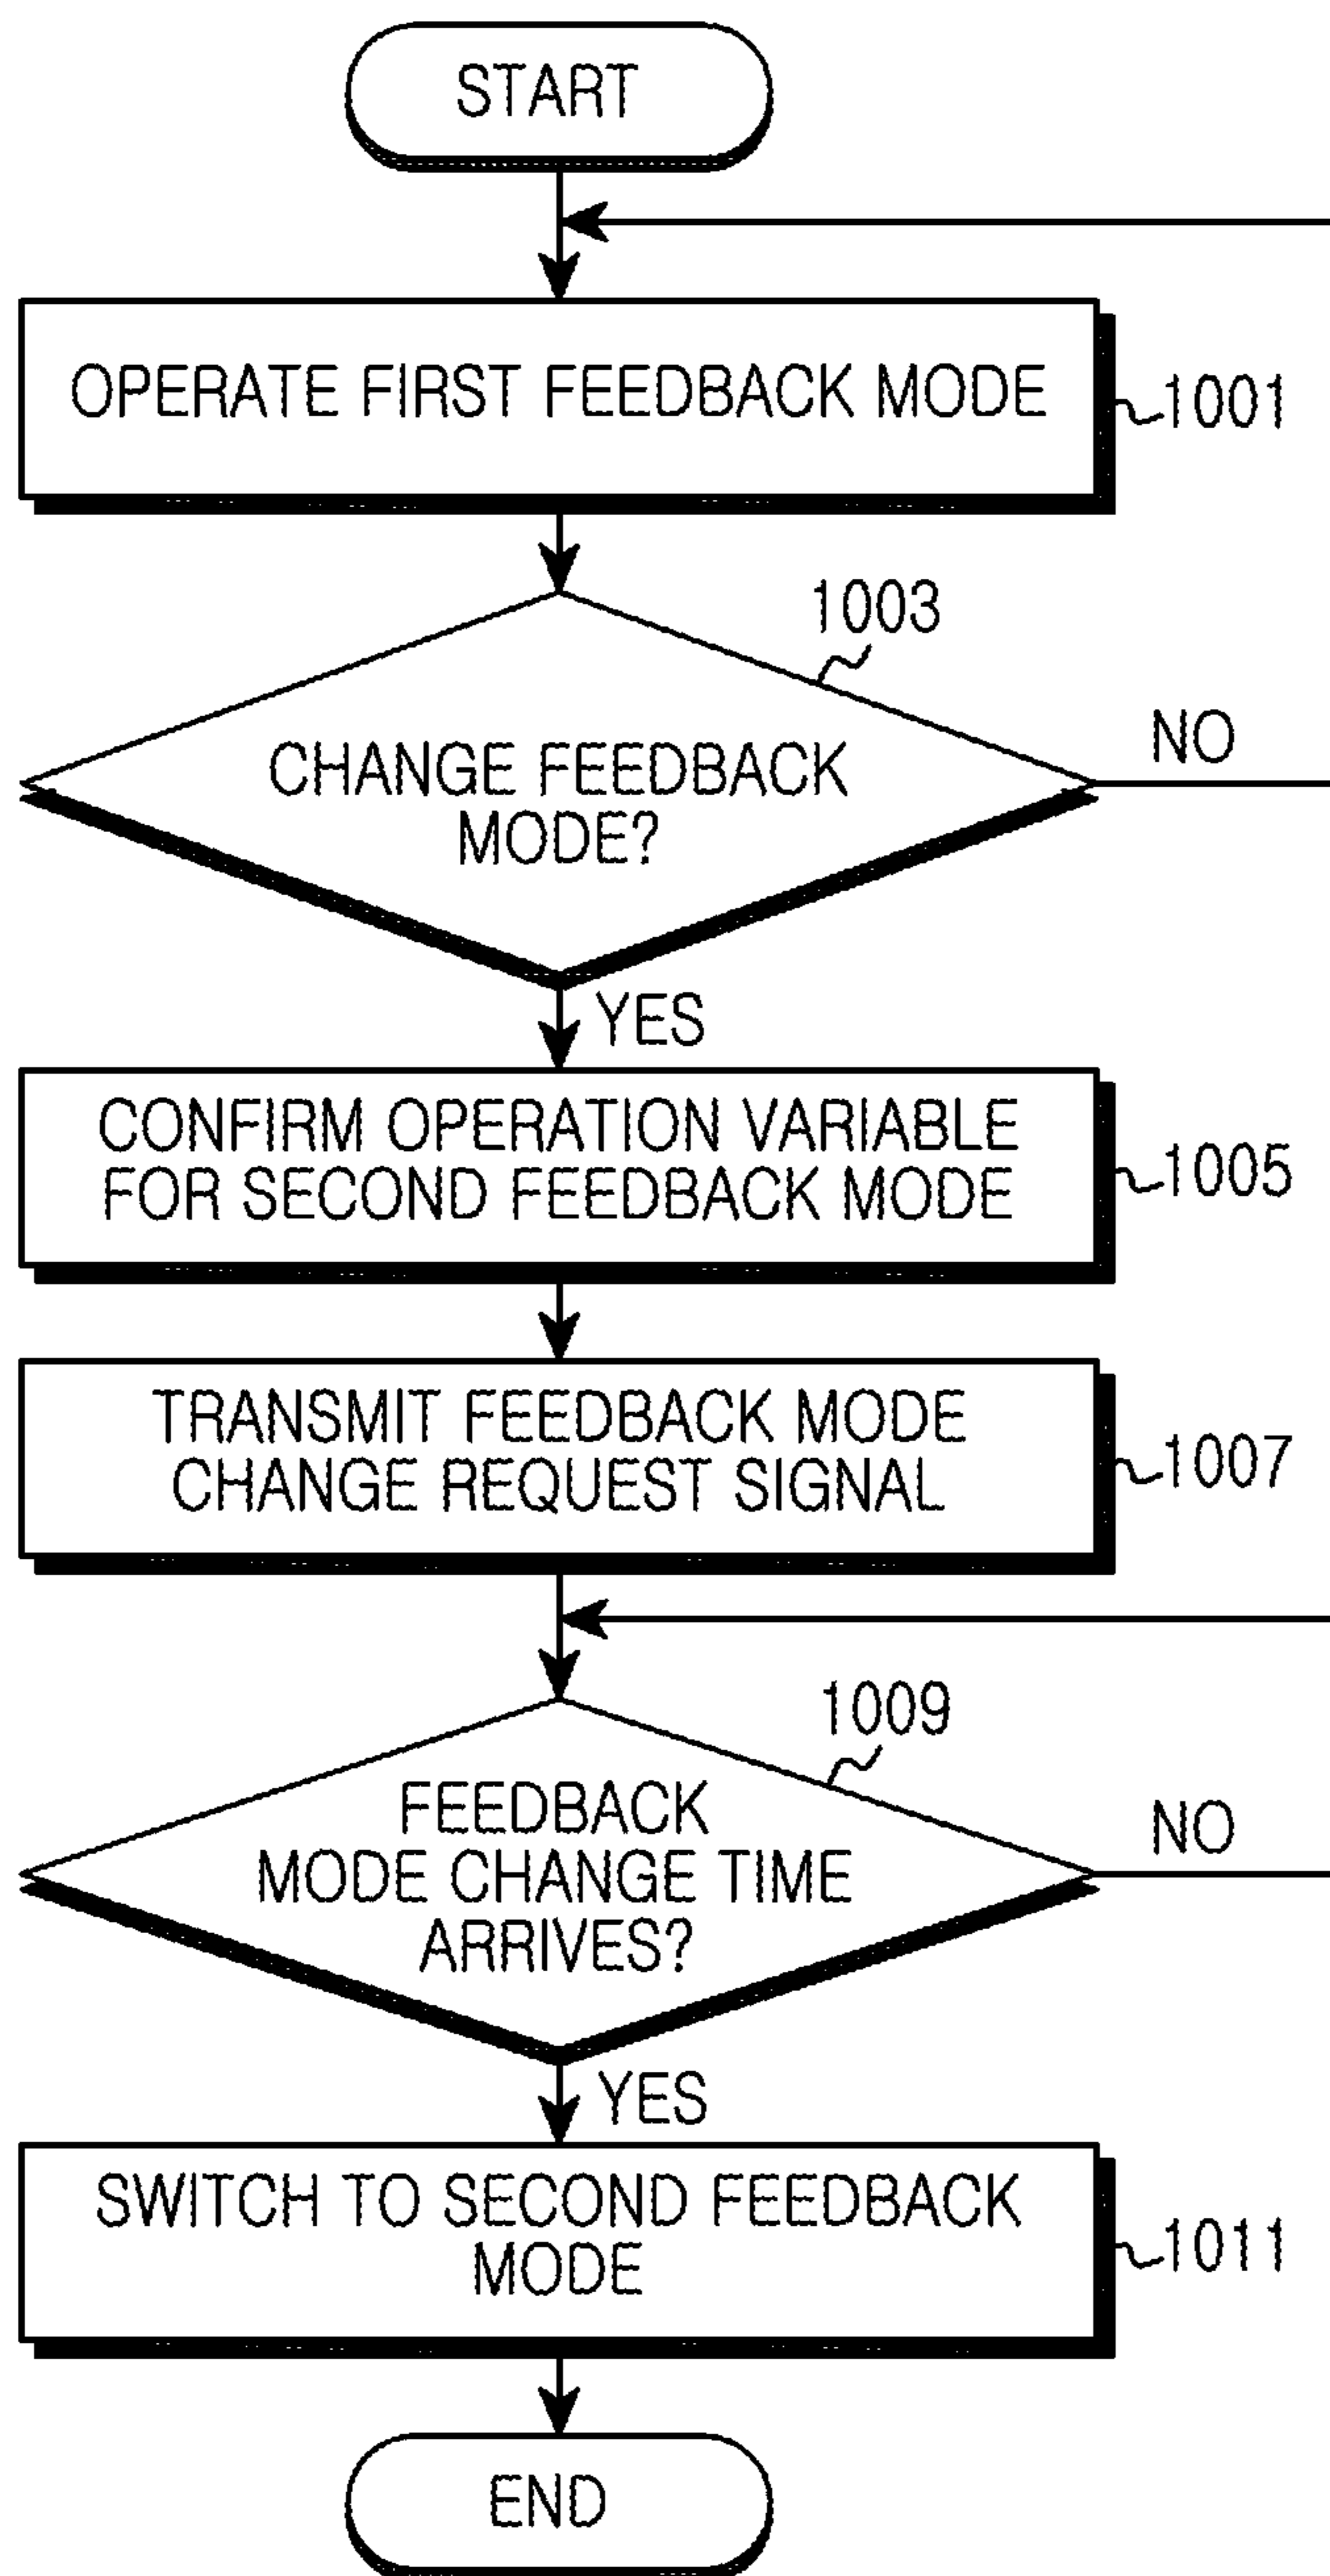 START
OPERATE FIRST FEEDBACK MODE
1001
1003
CHANGE FEEDBACK
MODE?
NO
YES
CONFIRM OPERATION VARIABLE
FOR SECOND FEEDBACK MODE
1005
TRANSMIT FEEDBACK MODE
CHANGE REQUEST SIGNAL
1007
1009
FEEDBACK
MODE CHANGE TIME
ARRIVES?
NO
YES
SWITCH TO SECOND FEEDBACK
MODE
1011
END